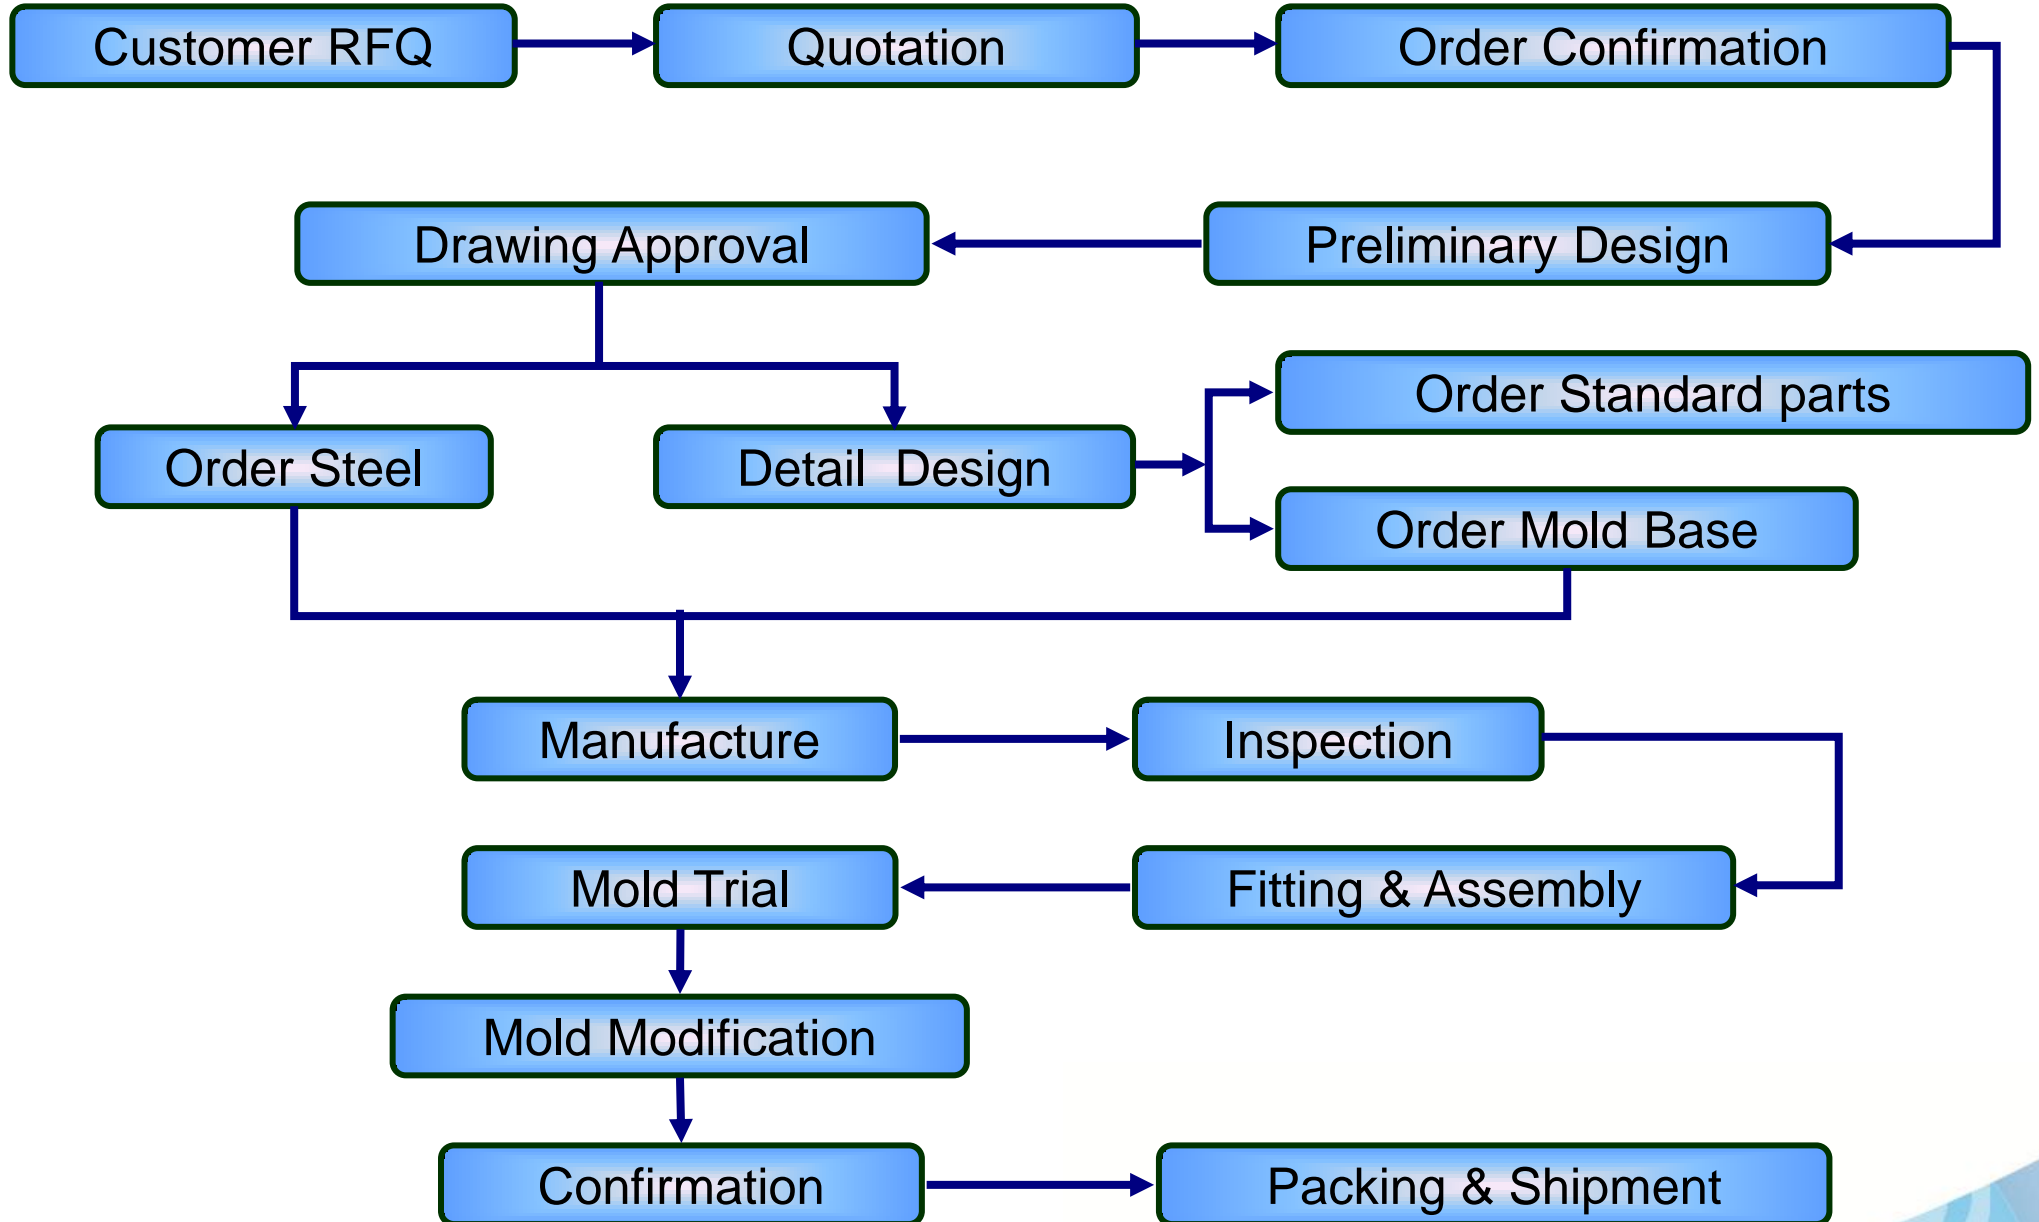 Customer RFQ
Quotation
Order Confirmation
Drawing Approval
Preliminary Design
Order Standard parts
Order Steel
Detail  Design
Order Mold Base
Manufacture
Inspection
Mold Trial
Fitting & Assembly
Mold Modification
Confirmation
Packing & Shipment